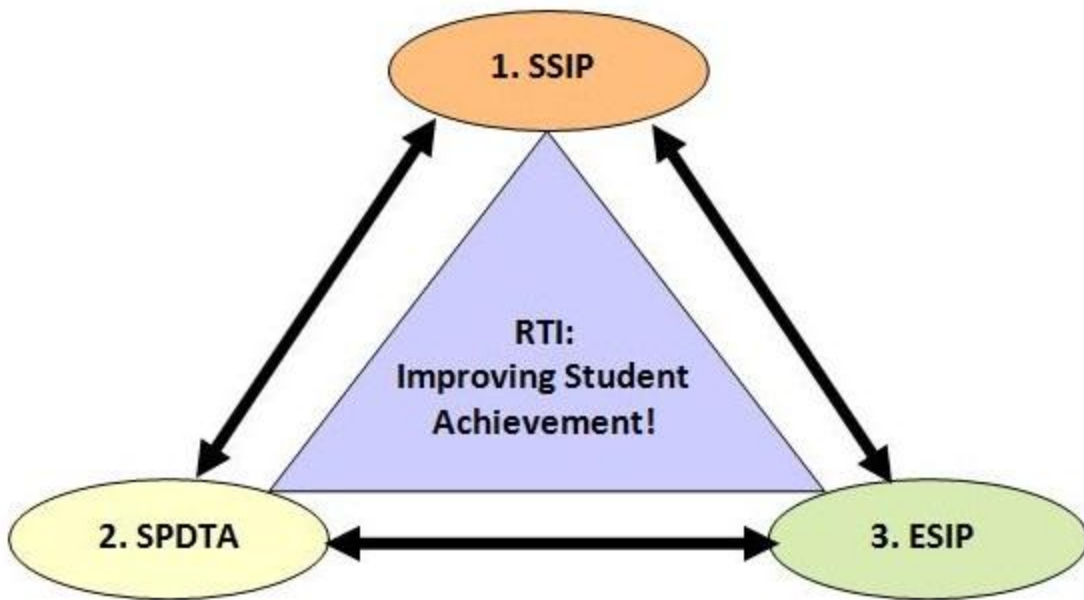 1. SSIP
RTI:
Improving Student
Achievement!
2. SPDTA
3. ESIP